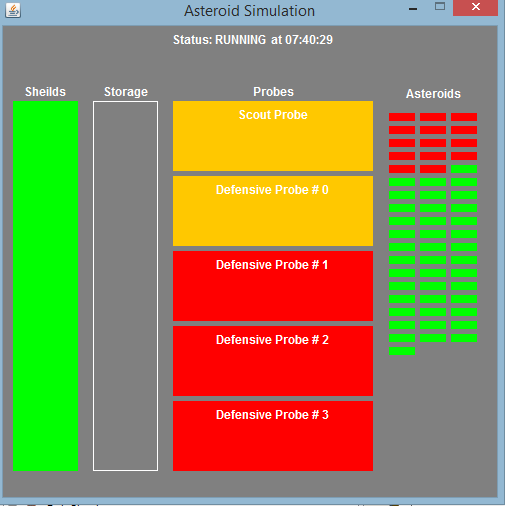 Asteroid Simulation
Status: RUNNING at 07:40:29
Sheilds
Storage
Probes
Asteroids
Scout Probe
Defensive Probe # 0
Defensive Probe # 1
Defensive Probe # 2
Defensive Probe # 3